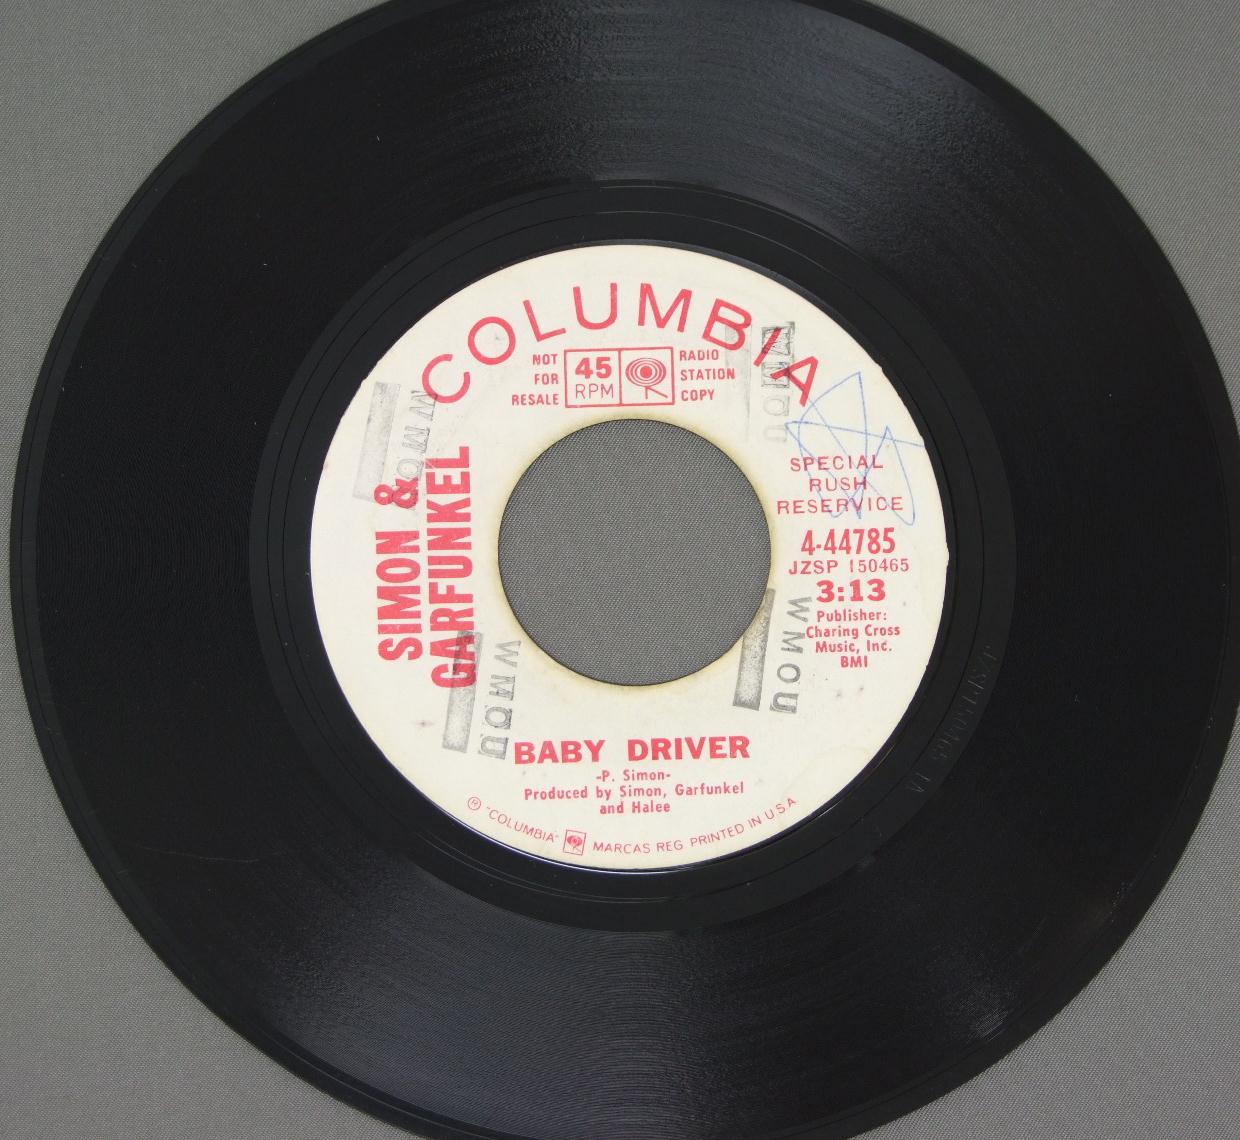 COLUMBIA
NOT FOR RESALE
45 RPM
RADIO STATION COPY
SIMON &
GARFUNKEL
WMOU
WMOU
WMOU
WMOU
SPECIAL
RUSH
RESERVICE
4-44785
JZSP 150465
3:13
Publisher:
Charing Cross
Music, Inc.
BMI
BABY DRIVER
-P. Simon-
Produced by Simon, Garfunkel
and Halee
® "COLUMBIA" MARCAS REG PRINTED IN U S A